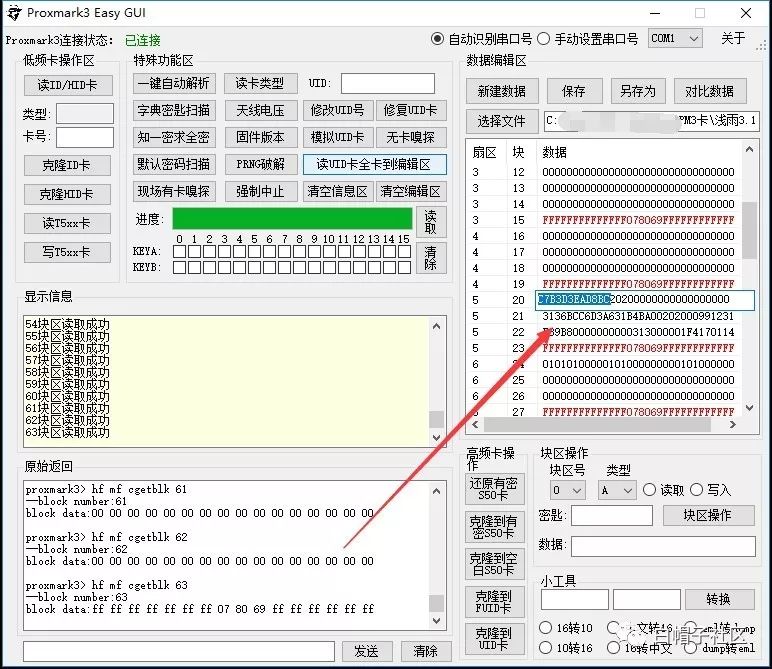 Proxmark3 Easy GUI
Proxmark3连接状态： 已连接 自动识别串口号 手动设置串口号 COM1 关于
低频卡操作区
读ID/HID卡
类型:
卡号:
克隆ID卡
克隆HID卡
读T5xx卡
写T5xx卡
特殊功能区
一键自动解析 读卡类型 UID:
字典密匙扫描 天线电压 修改UID号 修复UID卡
知一密求全密 固件版本 模拟UID卡 无卡嗅探
默认密码扫描 PRNG破解 读UID卡全卡到编辑区
现场有卡嗅探 强制中止 清空信息区 清空编辑区
进度: 读取
0 1 2 3 4 5 6 7 8 9 10 11 12 13 14 15
KEYA: 清除
KEYB:
数据编辑区
新建数据 保存 另存为 对比数据
选择文件 C: PM3卡\浅雨3.1
扇区 块 数据
3 12 00000000000000000000000000000000
3 13 00000000000000000000000000000000
3 14 00000000000000000000000000000000
3 15 FFFFFFFFFFFFFF078069FFFFFFFFFFFF
4 16 00000000000000000000000000000000
4 17 00000000000000000000000000000000
4 18 00000000000000000000000000000000
4 19 FFFFFFFFFFFFFF078069FFFFFFFFFFFF
5 20 C7B3D3EAD8BC20200000000000000000
5 21 3136BCC6D3A631B4BA00202000991231
5 22
5 23 FFFFFFFFFFFFFF078069FFFFFFFFFFFF
6 24 01010100000101000000000101000000
6 25 00000000000000000000000000000000
6 26 00000000000000000000000000000000
6 27 FFFFFFFFFFFFFF078069FFFFFFFFFFFF
显示信息
54块区读取成功
55块区读取成功
56块区读取成功
57块区读取成功
58块区读取成功
59块区读取成功
60块区读取成功
61块区读取成功
62块区读取成功
63块区读取成功
原始返回
proxmark3> hf mf cgetblk 61
--block number:61
block data:00 00 00 00 00 00 00 00 00 00 00 00 00 00 00 00
proxmark3> hf mf cgetblk 62
--block number:62
block data:00 00 00 00 00 00 00 00 00 00 00 00 00 00 00 00
proxmark3> hf mf cgetblk 63
--block number:63
block data:ff ff ff ff ff ff ff 07 80 69 ff ff ff ff ff ff
发送 清除
高频卡操作
还原有密S50卡
克隆到有密S50卡
克隆到空白S50卡
克隆到FUID卡
克隆到UID卡
块区操作
块区号 类型
0 A 读取 写入
密匙: 块区操作
数据:
小工具
转换
16转10 中文转16 eml转dump
10转16 16转中文 dump转eml
白帽子社区